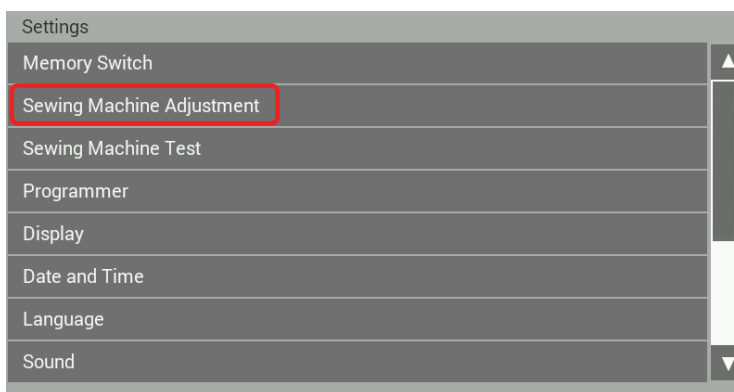 Settings
Memory Switch
Sewing Machine Adjustment
Sewing Machine Test
Programmer
Display
Date and Time
Language
Sound